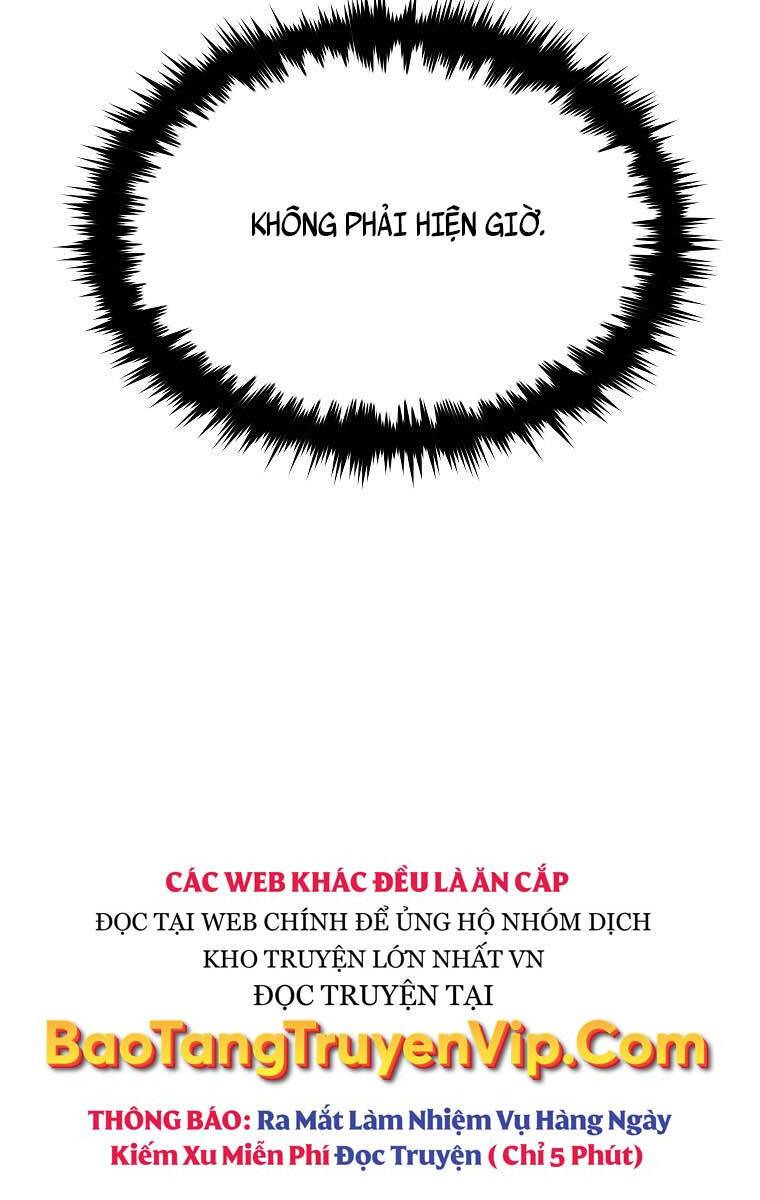 KHÔNG PHẢI HIỆN GIỜ.
CÁC WEB KHÁC ĐỀU LÀ ĂN CẮP
ĐỌC TẠI WEB CHÍNH ĐỂ ỦNG HỘ NHÓM DỊCH
KHO TRUYỆN LỚN NHẤT VN
ĐỌC TRUYỆN TẠI
BaoTangTruyenVip.Com
THÔNG BÁO: Ra Mắt Làm Nhiệm Vụ Hàng Ngày
Kiếm Xu Miễn Phí Đọc Truyện ( Chỉ 5 Phút)